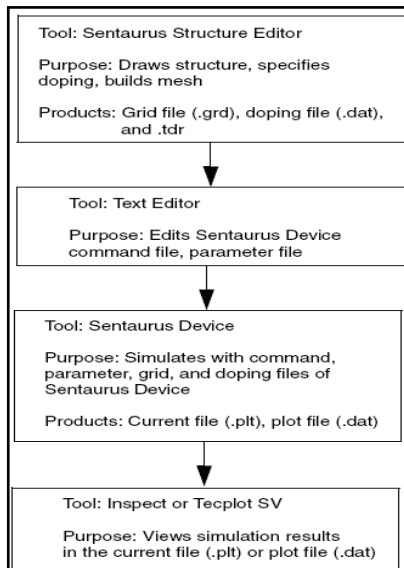 Tool: Sentaurus Structure Editor
Purpose: Draws structure, specifies
doping, builds mesh
Products: Grid file (.grd), doping file (.dat),
and .tdr
Tool: Text Editor
Purpose: Edits Sentaurus Device
command file, parameter file
Tool: Sentaurus Device
Purpose: Simulates with command,
parameter, grid, and doping files of
Sentaurus Device
Products: Current file (.plt), plot file (.dat)
Tool: Inspect or Tecplot SV
Purpose: Views simulation results
in the current file (.plt) or plot file (.dat)